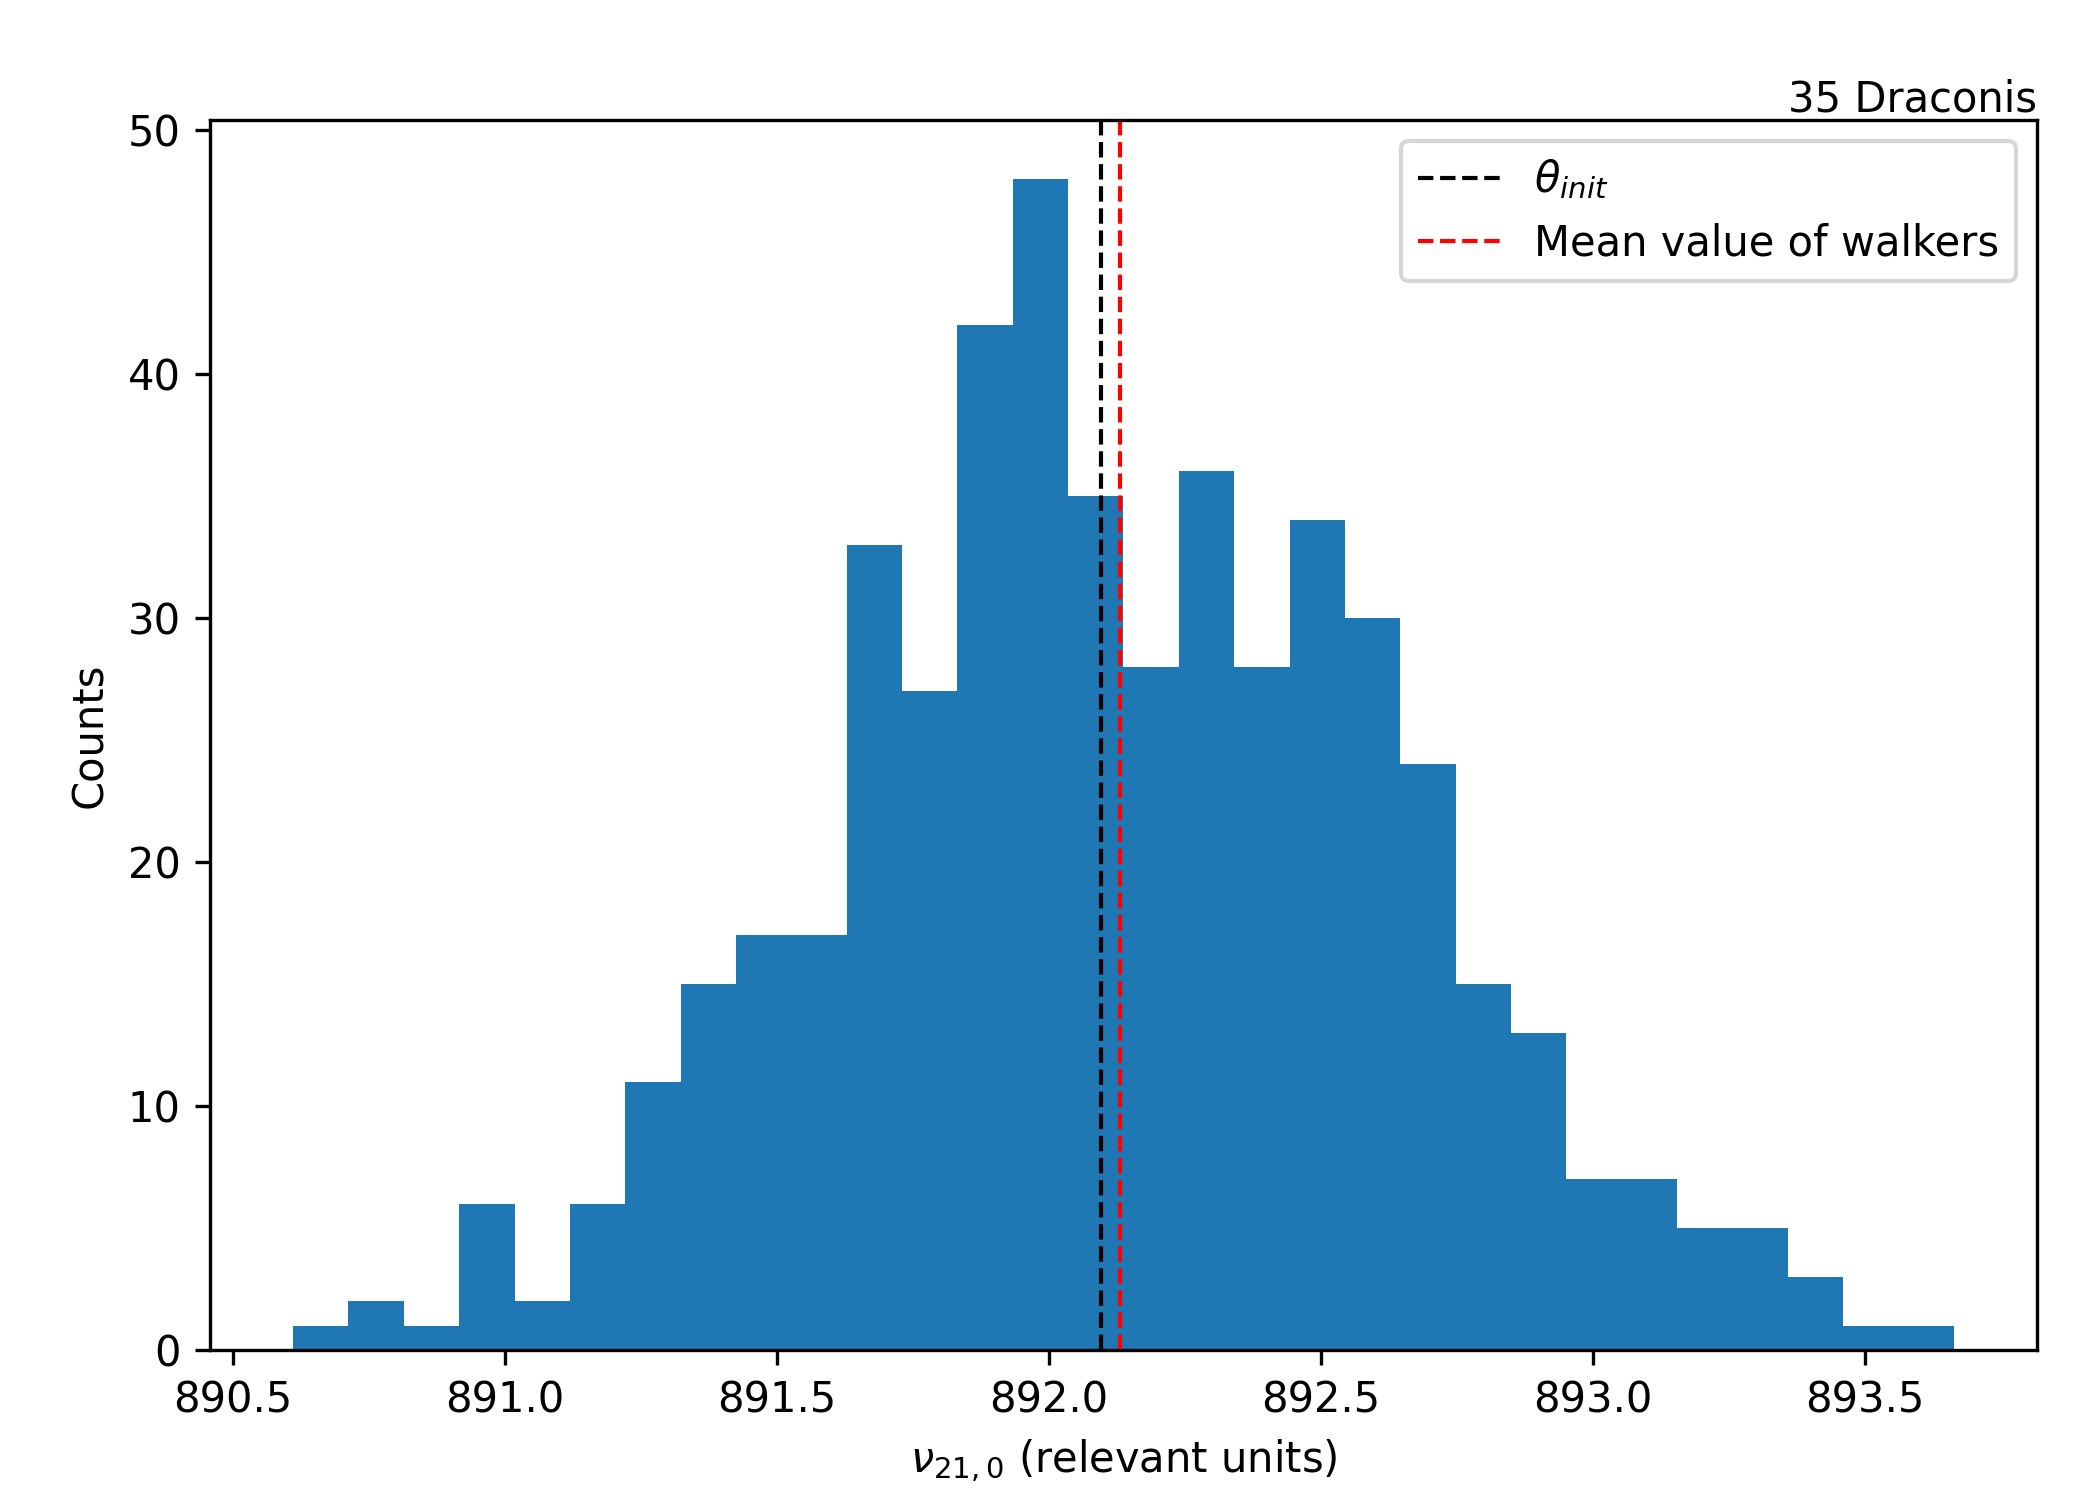 35 Draconis
θinit
Mean value of walkers
50
40
30
20
10
0
Counts
890.5 891.0 891.5 892.0 892.5 893.0 893.5
ν21, 0 (relevant units)